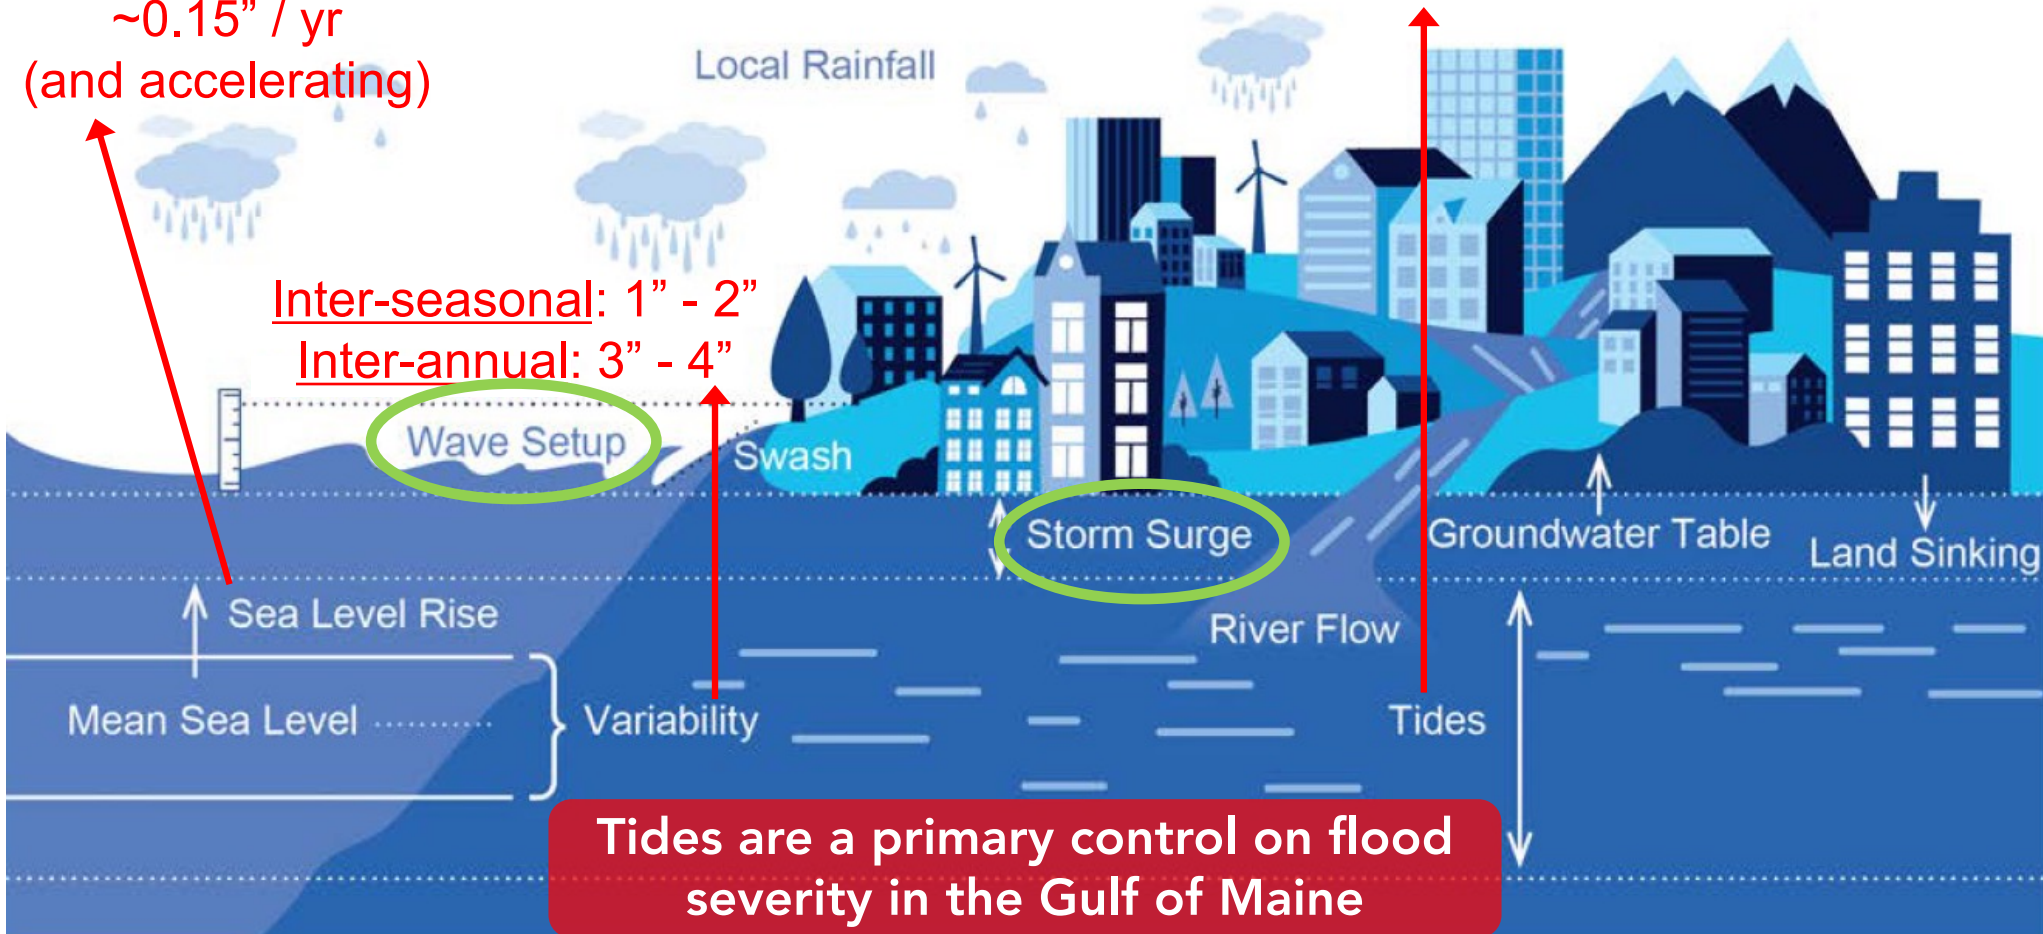 ~0.15” / yr
(and accelerating)
Local Rainfall
Inter-seasonal: 1” - 2”
Inter-annual: 3” - 4”
Wave Setup
Swash
Storm Surge
Groundwater Table
Land Sinking
Sea Level Rise
River Flow
Mean Sea Level
Variability
Tides
Tides are a primary control on flood
severity in the Gulf of Maine